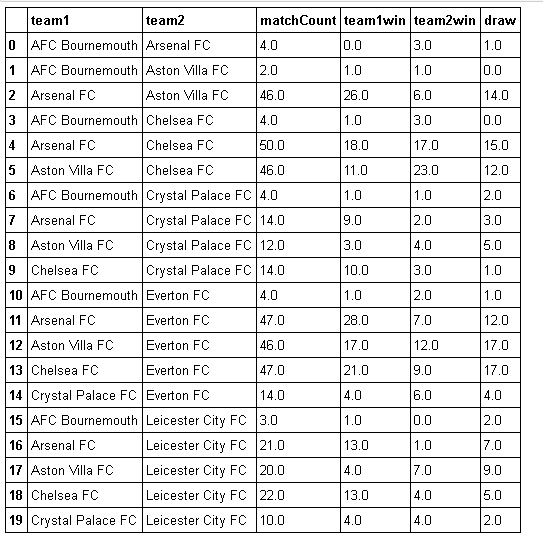 team1 team2 matchCount team1win team2win draw
0 AFC Bournemouth Arsenal FC 4.0 0.0 3.0 1.0
1 AFC Bournemouth Aston Villa FC 2.0 1.0 1.0 0.0
2 Arsenal FC Aston Villa FC 46.0 26.0 6.0 14.0
3 AFC Bournemouth Chelsea FC 4.0 1.0 3.0 0.0
4 Arsenal FC Chelsea FC 50.0 18.0 17.0 15.0
5 Aston Villa FC Chelsea FC 46.0 11.0 23.0 12.0
6 AFC Bournemouth Crystal Palace FC 4.0 1.0 1.0 2.0
7 Arsenal FC Crystal Palace FC 14.0 9.0 2.0 3.0
8 Aston Villa FC Crystal Palace FC 12.0 3.0 4.0 5.0
9 Chelsea FC Crystal Palace FC 14.0 10.0 3.0 1.0
10 AFC Bournemouth Everton FC 4.0 1.0 2.0 1.0
11 Arsenal FC Everton FC 47.0 28.0 7.0 12.0
12 Aston Villa FC Everton FC 46.0 17.0 12.0 17.0
13 Chelsea FC Everton FC 47.0 21.0 9.0 17.0
14 Crystal Palace FC Everton FC 14.0 4.0 6.0 4.0
15 AFC Bournemouth Leicester City FC 3.0 1.0 0.0 2.0
16 Arsenal FC Leicester City FC 21.0 13.0 1.0 7.0
17 Aston Villa FC Leicester City FC 20.0 4.0 7.0 9.0
18 Chelsea FC Leicester City FC 22.0 13.0 4.0 5.0
19 Crystal Palace FC Leicester City FC 10.0 4.0 4.0 2.0